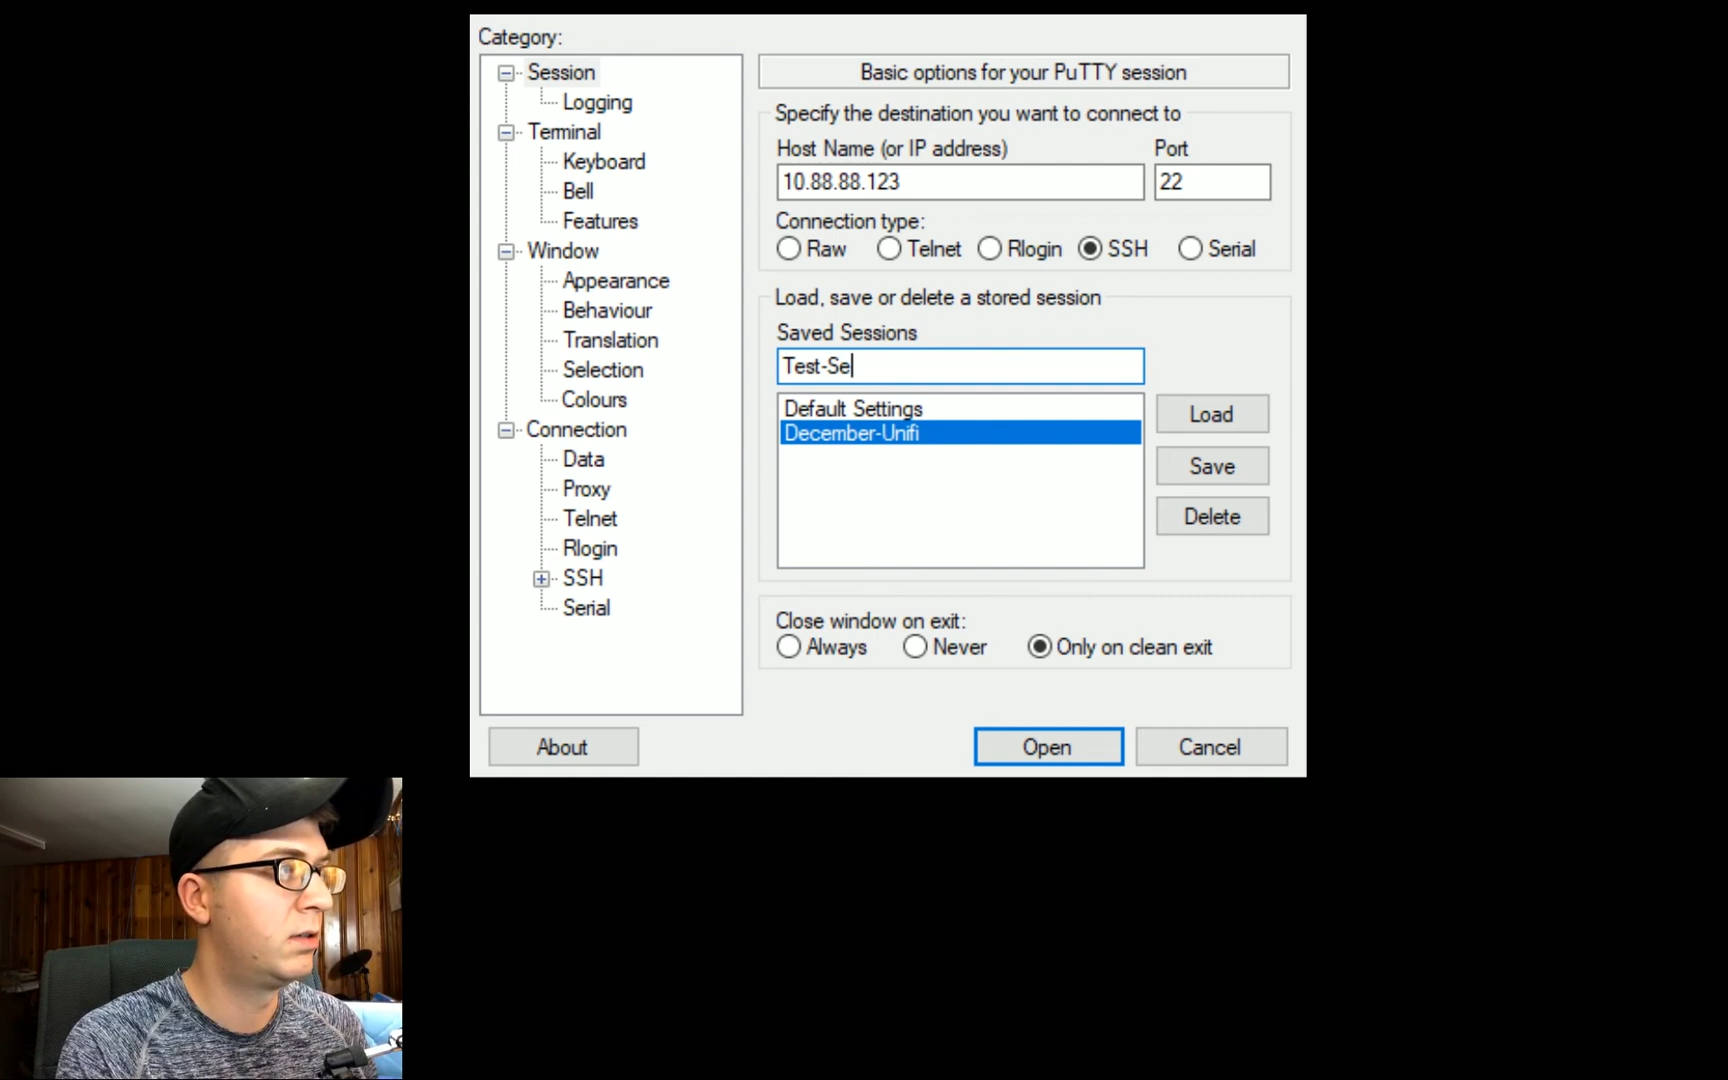 Category:
Session
Logging
Terminal
Keyboard
Bell
Features
Window
Appearance
Behaviour
Translation
Selection
Colours
Connection
Data
Proxy
Telnet
Rlogin
SSH
Serial
Basic options for your PuTTY session
Specify the destination you want to connect to
Host Name (or IP address) Port
10.88.88.123 22
Connection type:
Raw Telnet Rlogin SSH Serial
Load, save or delete a stored session
Saved Sessions
Test-Se
Default Settings
December-Unifi
Load
Save
Delete
Close window on exit:
Always Never Only on clean exit
About Open Cancel